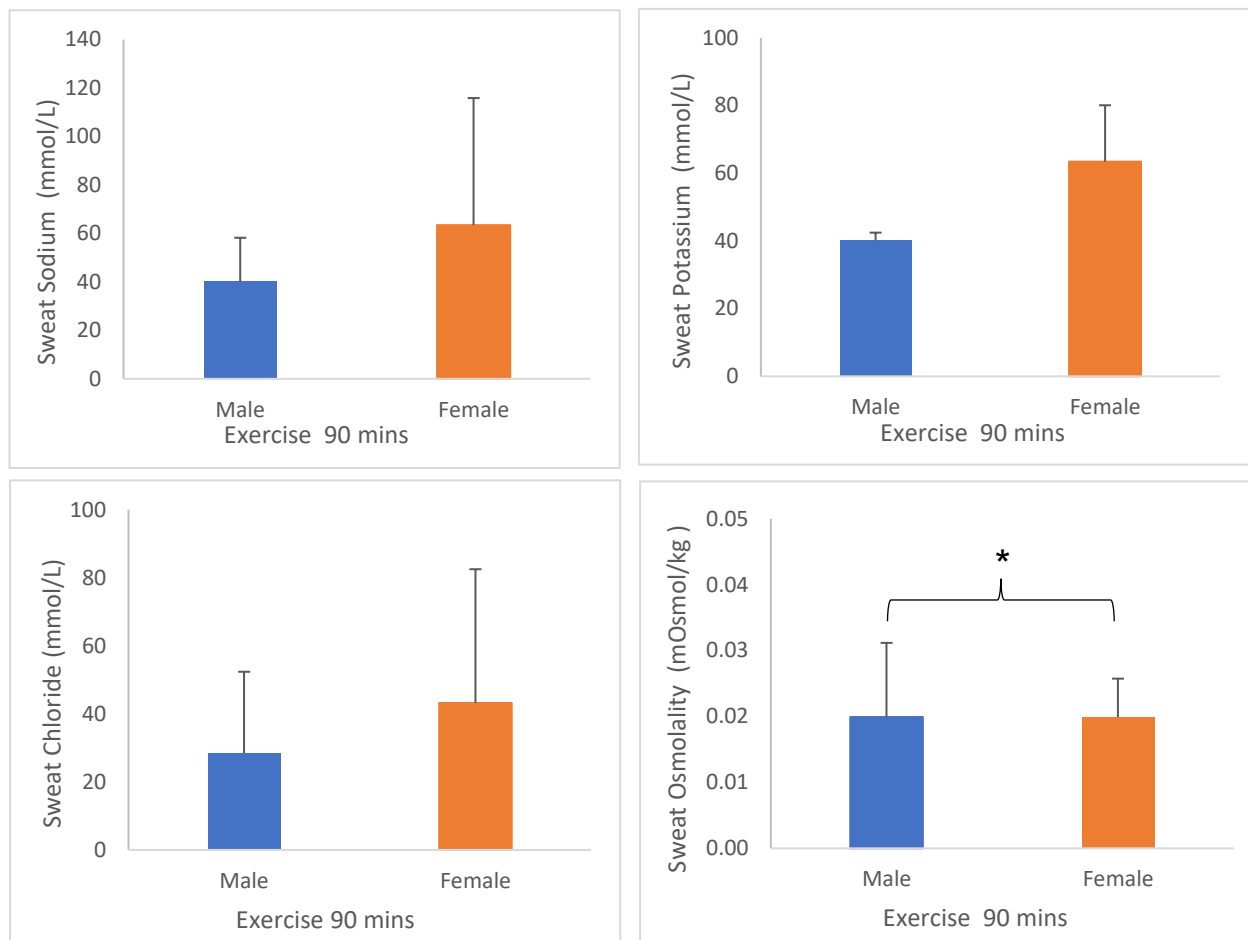 Sweat Sodium (mmol/L)
140
120
100
80
60
40
20
0
Male
Female
Exercise 90 mins
Sweat Potassium (mmol/L)
100
80
60
40
20
0
Male
Female
Exercise 90 mins
Sweat Chloride (mmol/L)
100
80
60
40
20
0
Male
Female
Exercise 90 mins
Sweat Osmolality (mOsmol/kg )
0.05
0.04
0.03
0.02
0.01
0.00
*
Male
Female
Exercise 90 mins